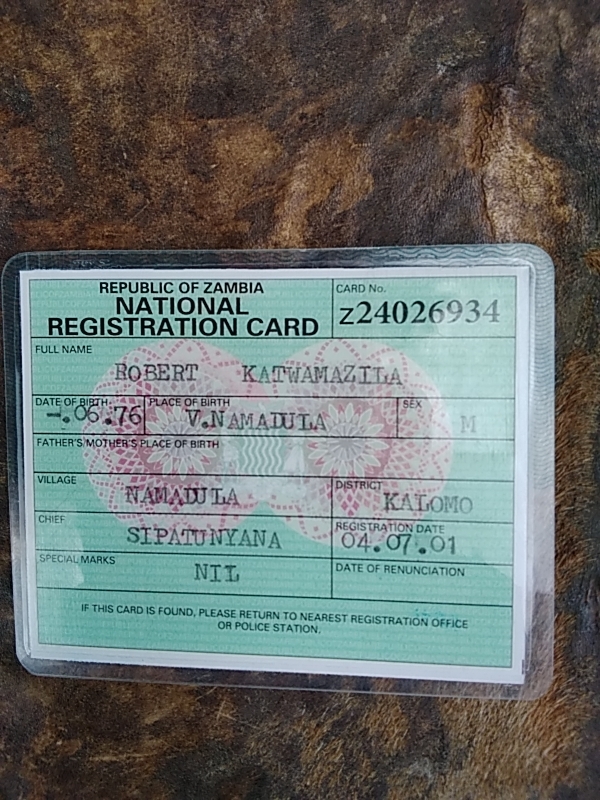 REPUBLIC OF ZAMBIA
NATIONAL
REGISTRATION CARD
CARD No.
Z24026934
FULL NAME
ROBERT KATWAMAZILA
DATE OF BIRTH
-.06.76
PLACE OF BIRTH
V.NAMADULA
SEX
M
FATHER'S/MOTHER'S PLACE OF BIRTH
VILLAGE
NAMADULA
DISTRICT
KALOMO
CHIEF
SIPATUNYANA
REGISTRATION DATE
04.07.01
SPECIAL MARKS
NIL
DATE OF RENUNCIATION
IF THIS CARD IS FOUND, PLEASE RETURN TO NEAREST REGISTRATION OFFICE
OR POLICE STATION.